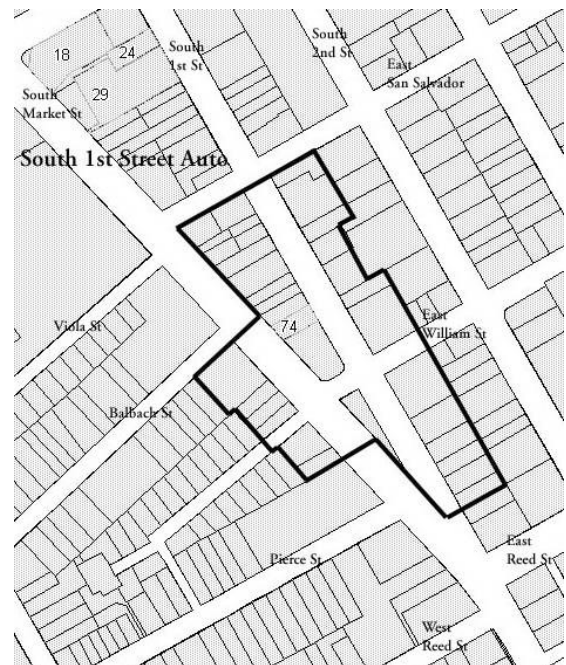 18
24
29
South
1st St
South
2nd St
East
San Salvador
South
Market St
South 1st Street Auto
Viola St
74
East
William St
Balbach St
Pierce St
East
Reed St
West
Reed St